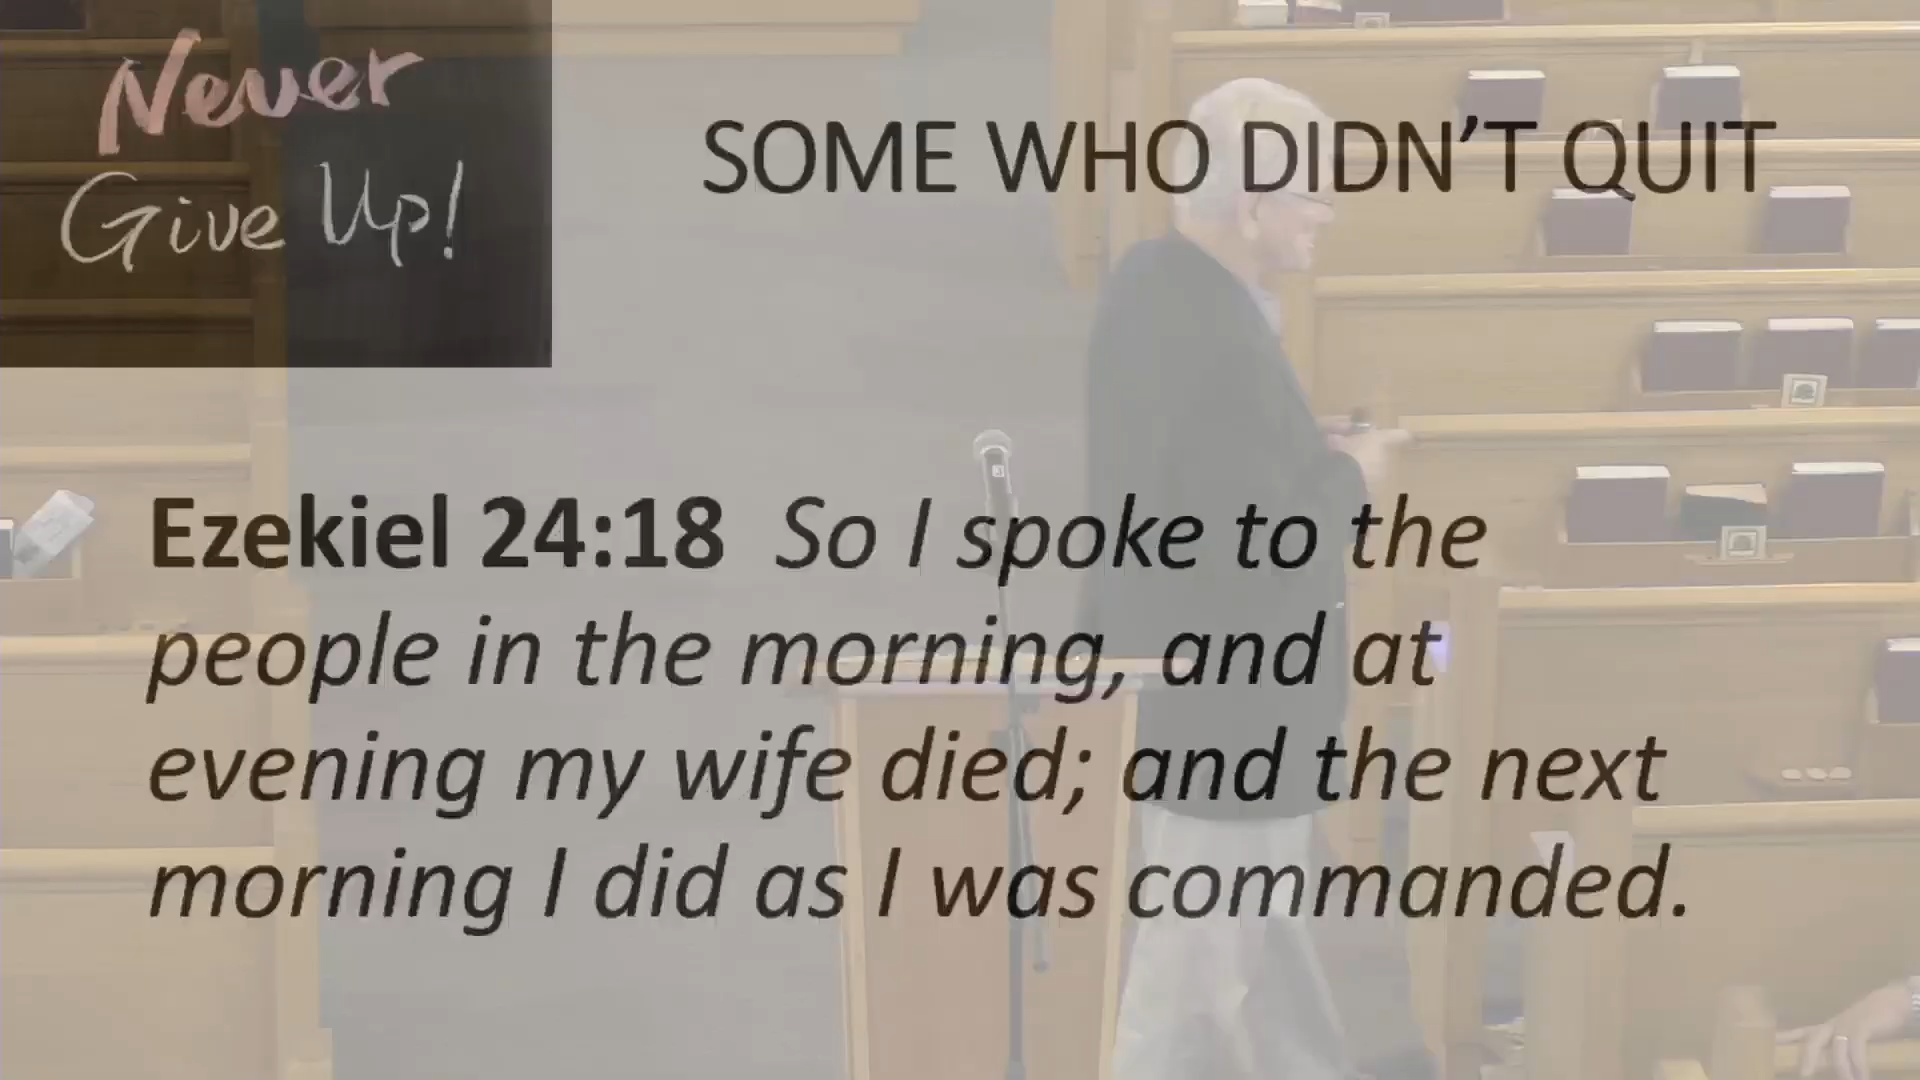 Never
Give Up!
SOME WHO DIDN'T QUIT
Ezekiel 24:18 So I spoke to the
people in the morning, and at
evening my wife died; and the next
morning I did as I was commanded.
3